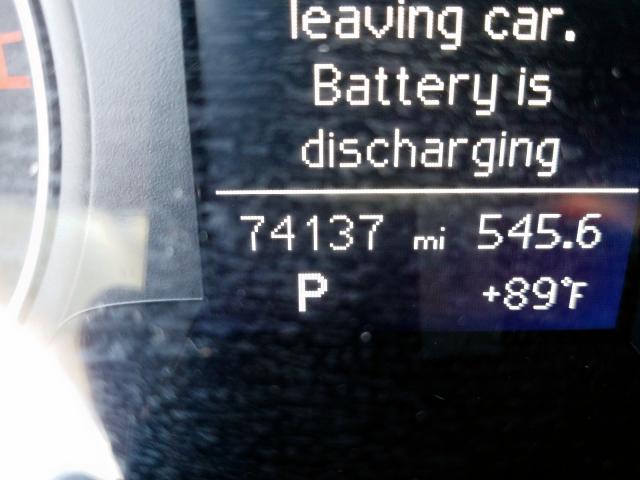 leaving car.
Battery is
discharging
74137 mi 545.6
P +89°F